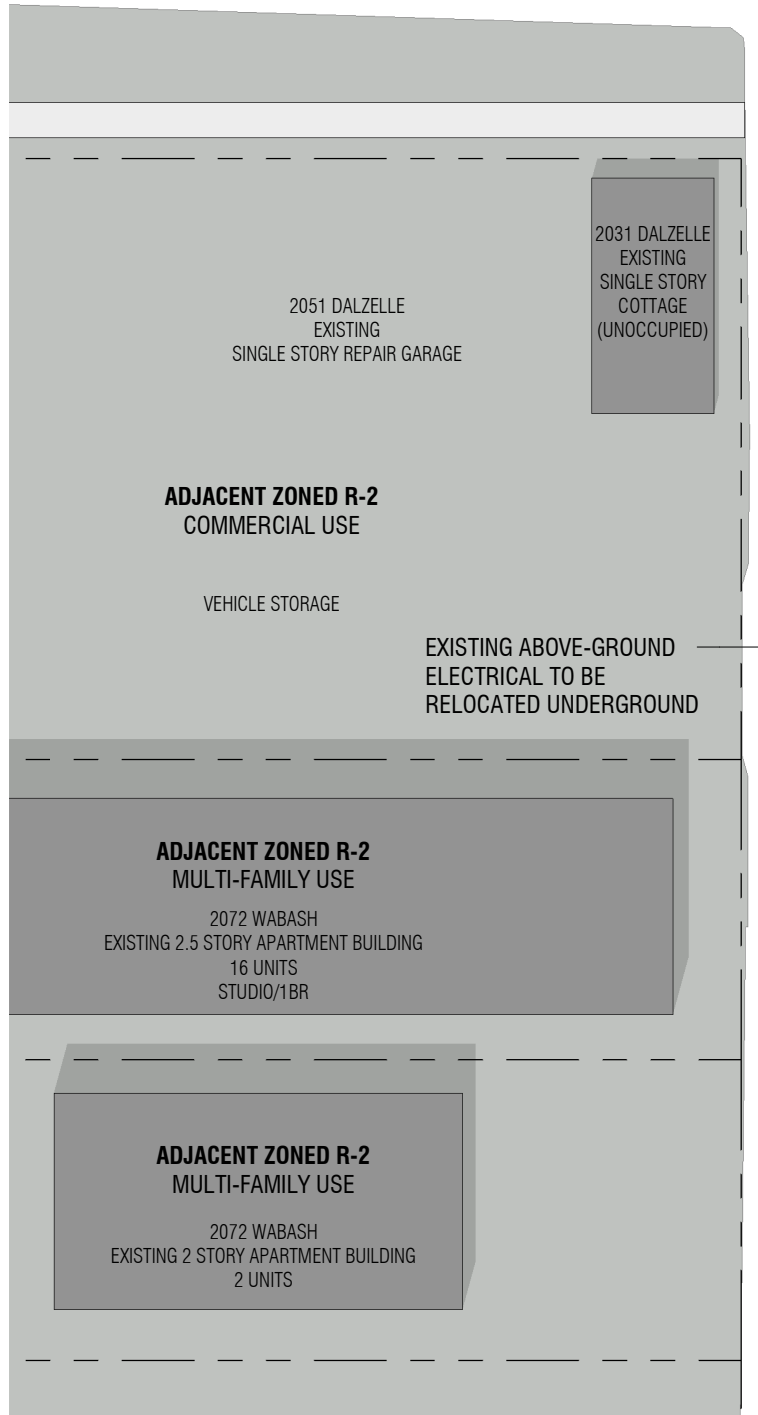 2031 DALZELLE
EXISTING
SINGLE STORY
COTTAGE
(UNOCCUPIED)
2051 DALZELLE
EXISTING
SINGLE STORY REPAIR GARAGE
ADJACENT ZONED R-2
COMMERCIAL USE
VEHICLE STORAGE
EXISTING ABOVE-GROUND
ELECTRICAL TO BE
RELOCATED UNDERGROUND
ADJACENT ZONED R-2
MULTI-FAMILY USE
2072 WABASH
EXISTING 2.5 STORY APARTMENT BUILDING
16 UNITS
STUDIO/1BR
ADJACENT ZONED R-2
MULTI-FAMILY USE
2072 WABASH
EXISTING 2 STORY APARTMENT BUILDING
2 UNITS